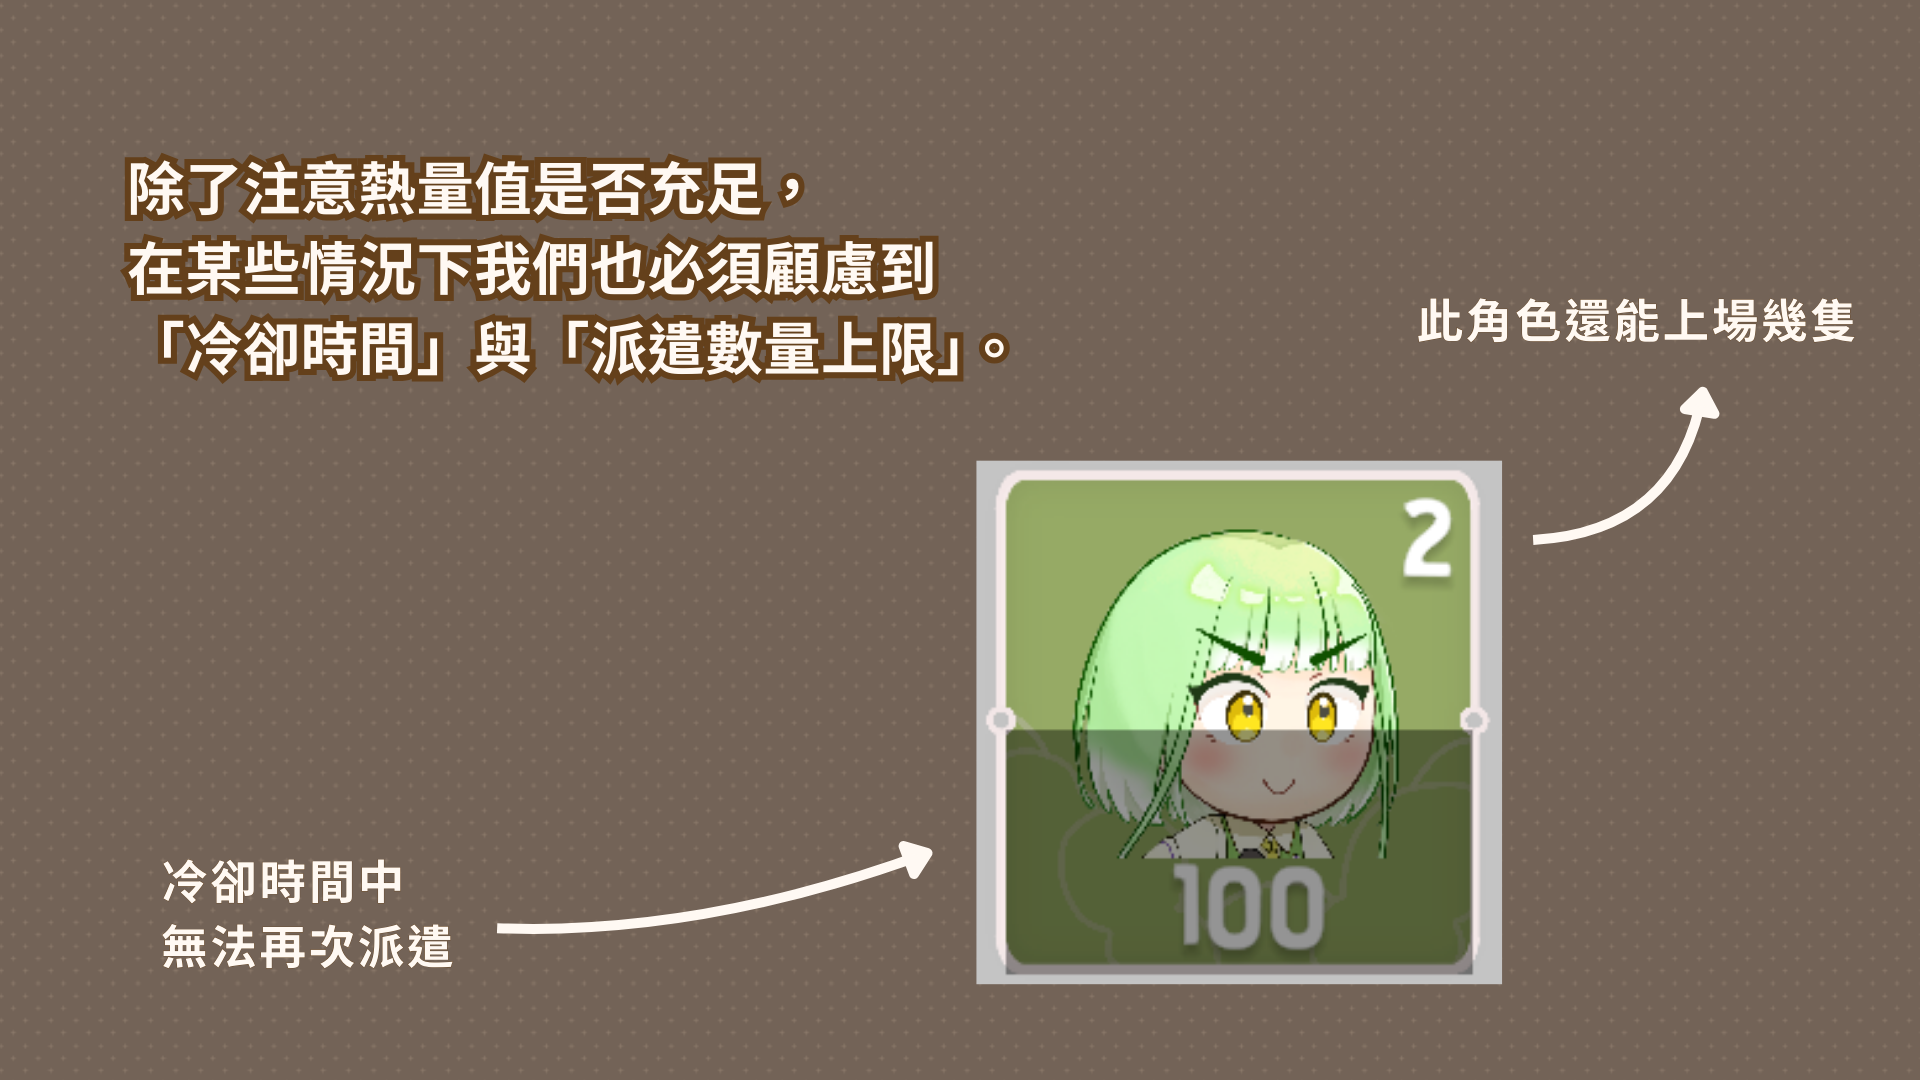 除了注意熱量值是否充足，
在某些情況下我們也必須顧慮到
「冷卻時間」與「派遣數量上限」。
此角色還能上場幾隻
2
100
冷卻時間中
無法再次派遣